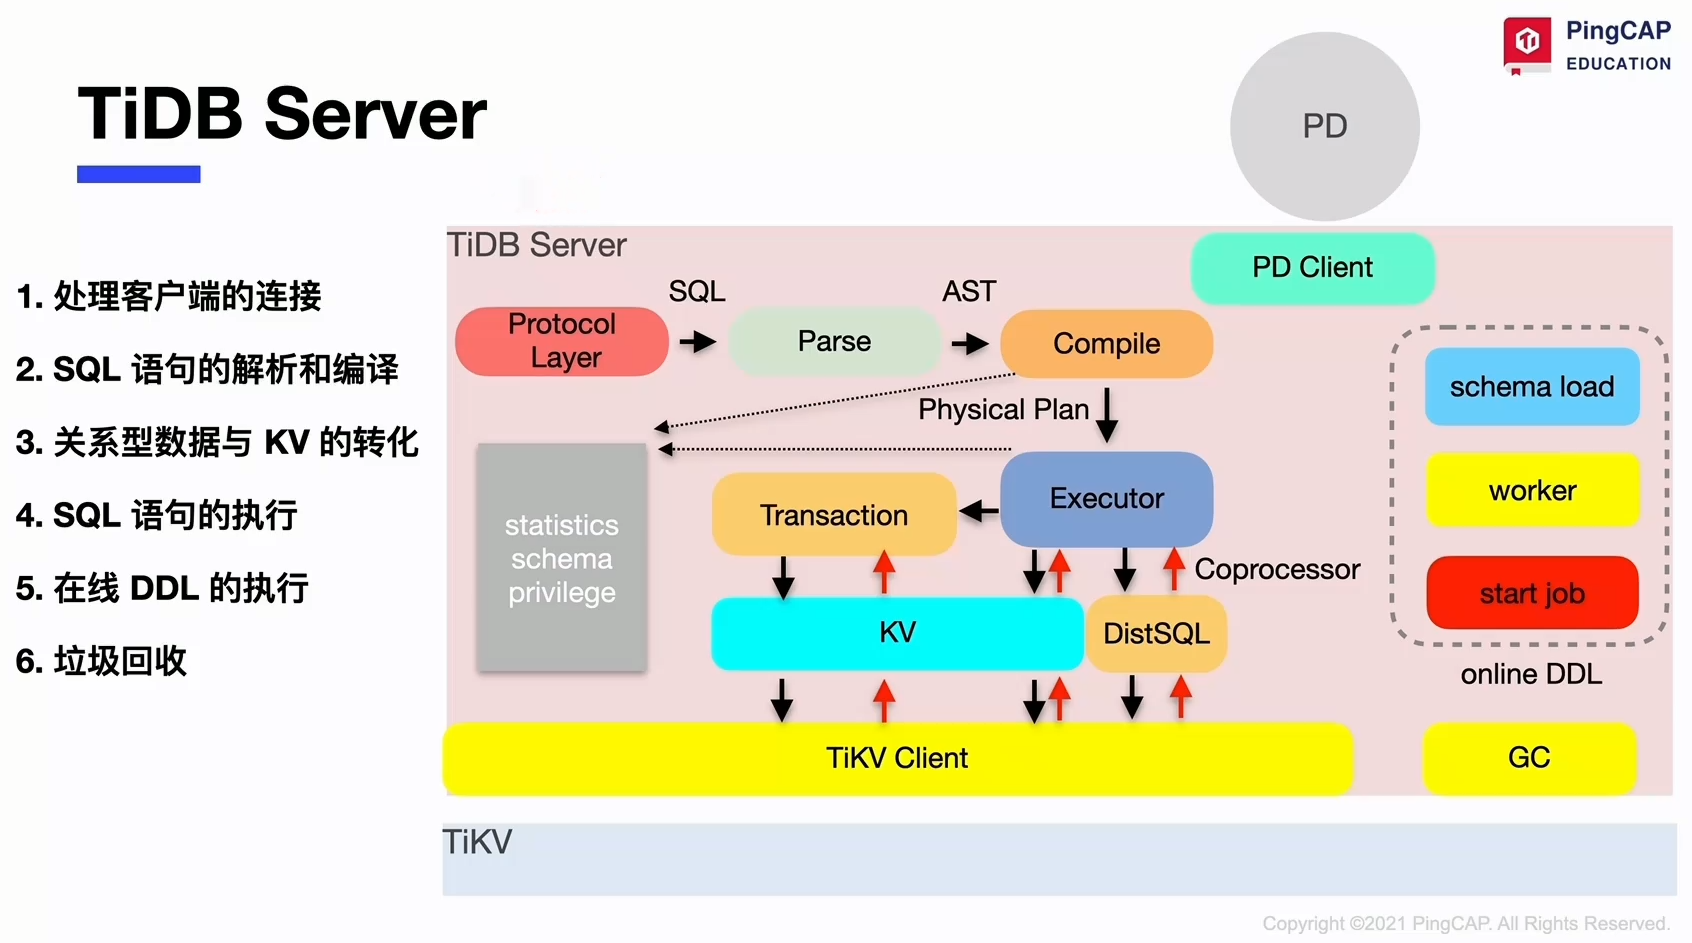 PingCAP
EDUCATION
TiDB Server
PD
1. 处理客户端的连接
2. SQL 语句的解析和编译
3. 关系型数据与 KV 的转化
4. SQL 语句的执行
5. 在线 DDL 的执行
6. 垃圾回收
TiDB Server
PD Client
SQL
AST
Protocol
Layer
Parse
Compile
Physical Plan
schema load
worker
start job
online DDL
statistics
schema
privilege
Transaction
Executor
Coprocessor
KV
DistSQL
TiKV Client
GC
TiKV
Copyright ©2021 PingCAP. All Rights Reserved.